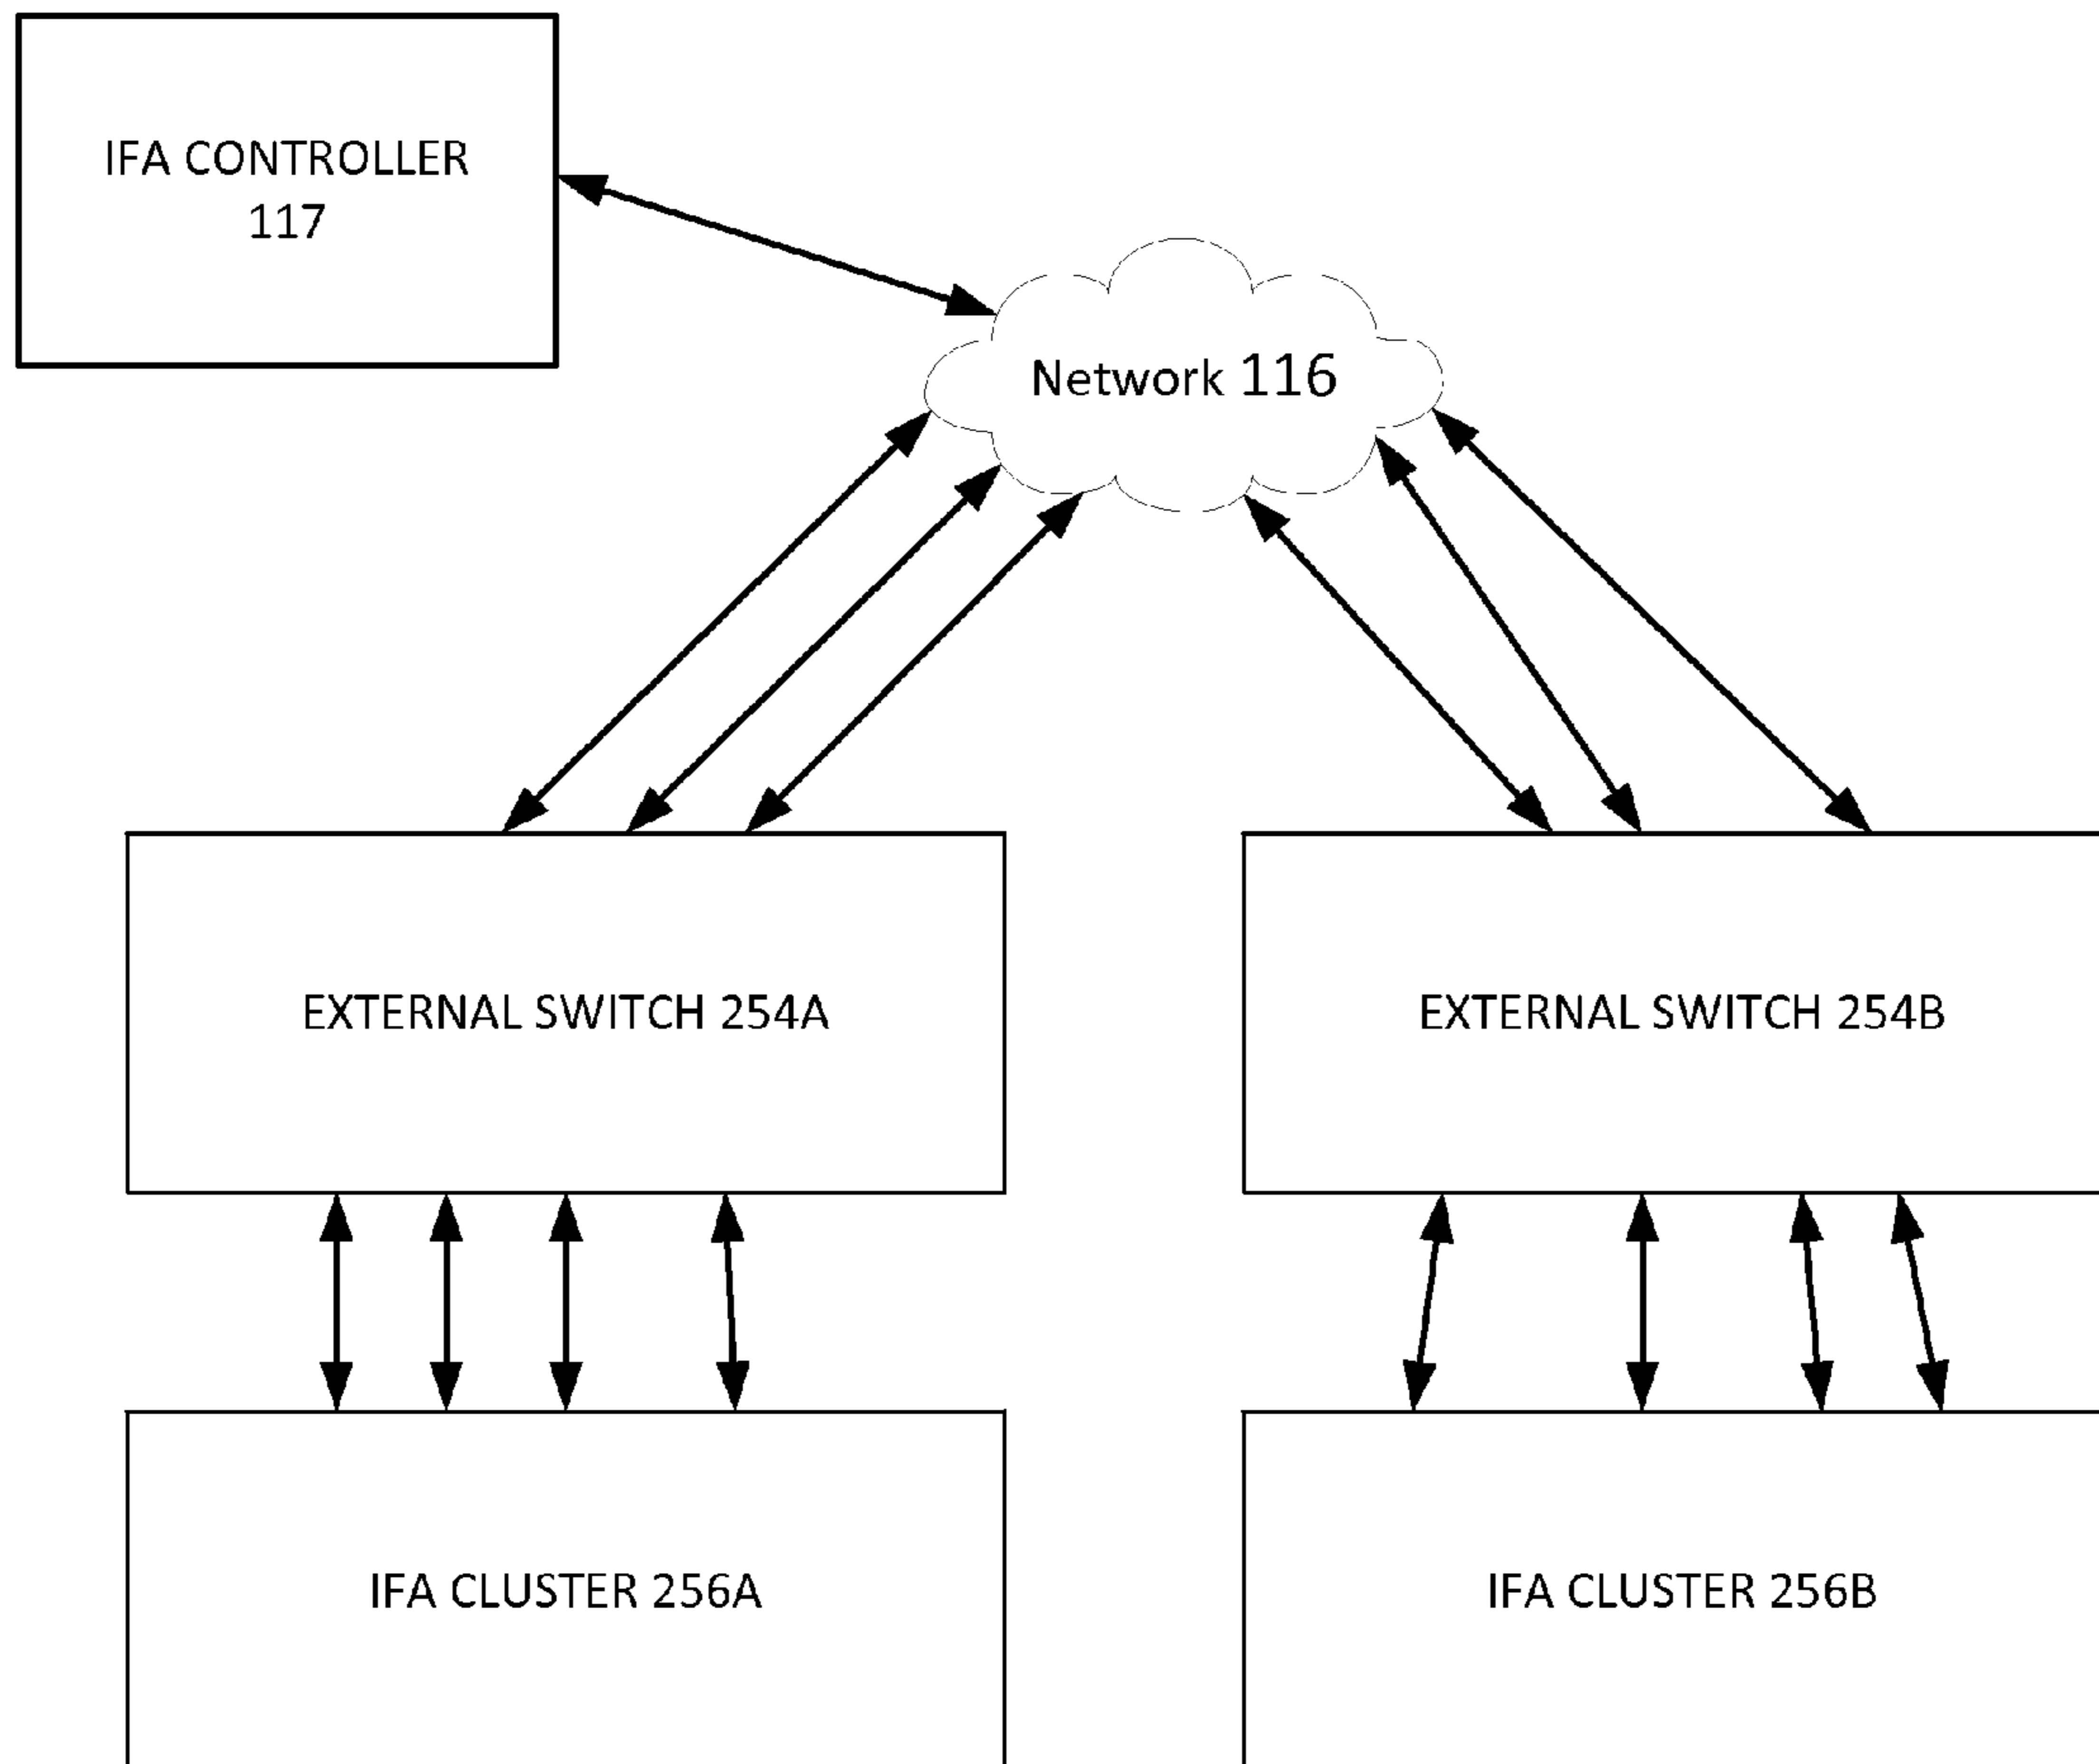 IFA CONTROLLER
117
Network 116
EXTERNAL SWITCH 254A
EXTERNAL SWITCH 254B
IFA CLUSTER 256A
IFA CLUSTER 256B